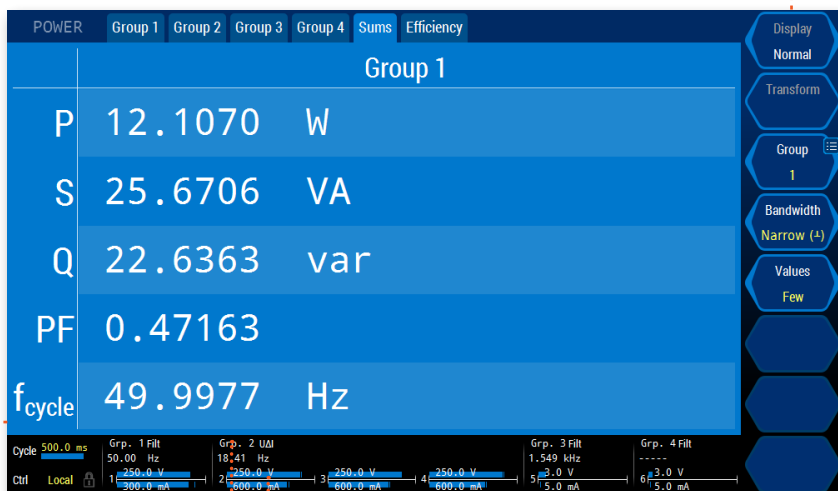 POWER Group 1 Group 2 Group 3 Group 4 Sums Efficiency
Group 1
P 12.1070 W
S 25.6706 VA
Q 22.6363 var
PF 0.47163
fcycle 49.9977 Hz
Display
Normal
Transform
Group
1
Bandwidth
Narrow (⊥)
Values
Few
Cycle 500.0 ms Grp. 1 Filt Grp. 2 UΔI Grp. 3 Filt Grp. 4 Filt
50.00 Hz 18.41 Hz 1.549 kHz -----
Ctrl Local
1 250.0 V 2 250.0 V 3 250.0 V 4 250.0 V 5 3.0 V 6 3.0 V
300.0 mA 600.0 mA 600.0 mA 600.0 mA 5.0 mA 5.0 mA